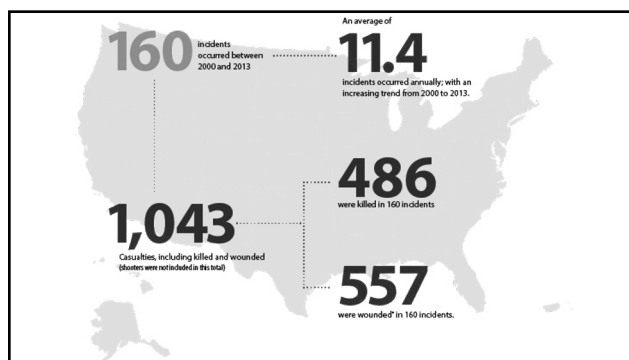 160
incidents
occurred between
2000 and 2013
An average of
11.4
incidents occurred annually; with an
increasing trend from 2000 to 2013.
1,043
Casualties, including killed and wounded
(shooters were not included in this total)
486
were killed in 160 incidents
557
were wounded* in 160 incidents.